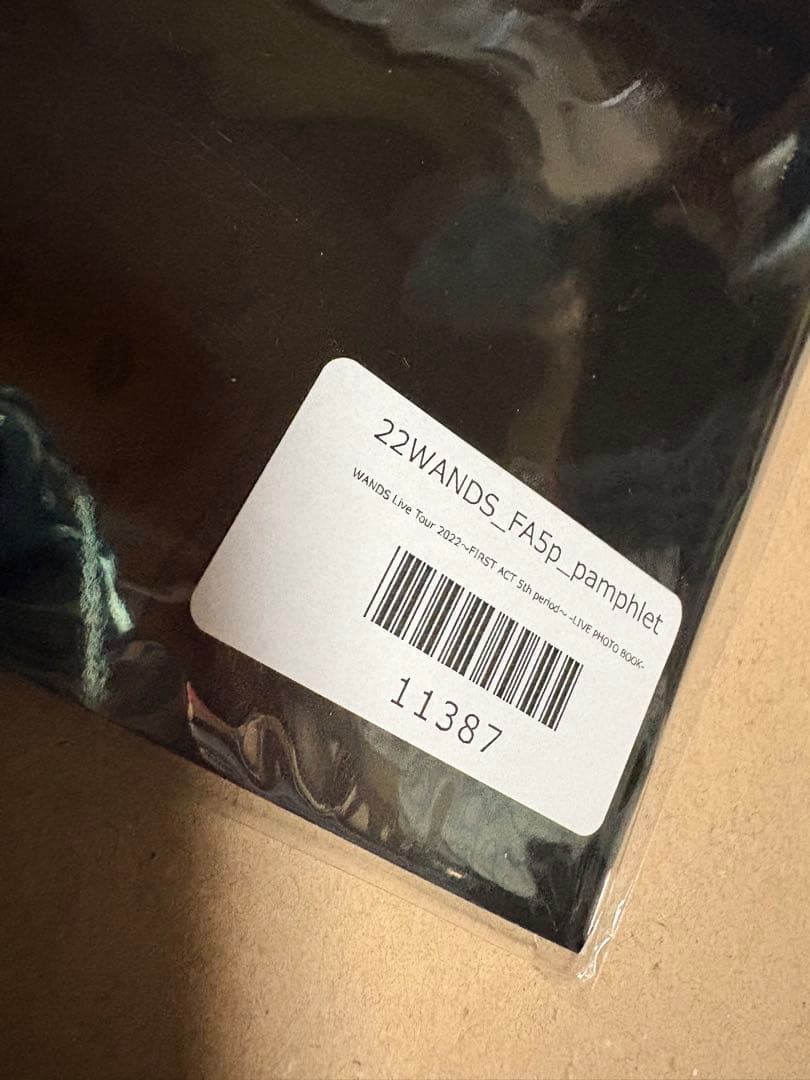 22WANDS_FA5p_pamphlet
WANDS Live Tour 2022～FIRST ACT 5th period～ -LIVE PHOTO BOOK-
11387